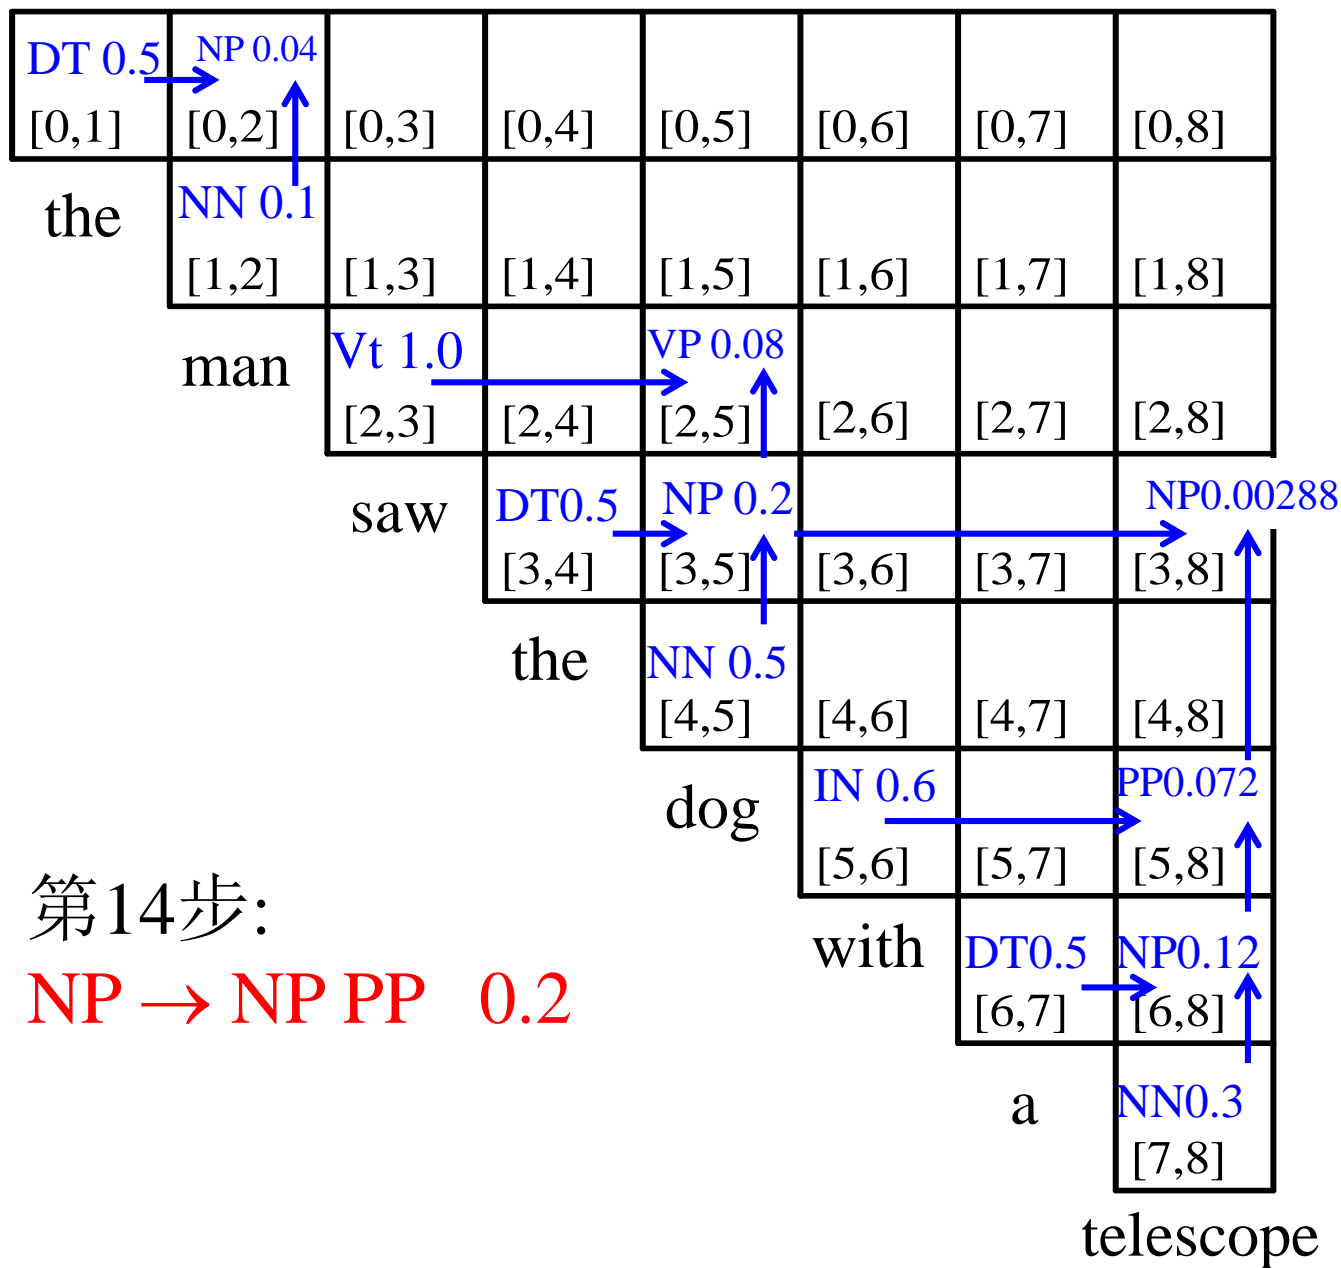 DT 0.5 NP 0.04
[0,1] [0,2] [0,3] [0,4] [0,5] [0,6] [0,7] [0,8]
the NN 0.1
[1,2] [1,3] [1,4] [1,5] [1,6] [1,7] [1,8]
man Vt 1.0 VP 0.08
[2,3] [2,4] [2,5] [2,6] [2,7] [2,8]
saw DT0.5 NP 0.2 NP0.00288
[3,4] [3,5] [3,6] [3,7] [3,8]
the NN 0.5
[4,5] [4,6] [4,7] [4,8]
dog IN 0.6 PP0.072
[5,6] [5,7] [5,8]
第14步:
with DT0.5 NP0.12
NP → NP PP 0.2
[6,7] [6,8]
a NN0.3
[7,8]
telescope